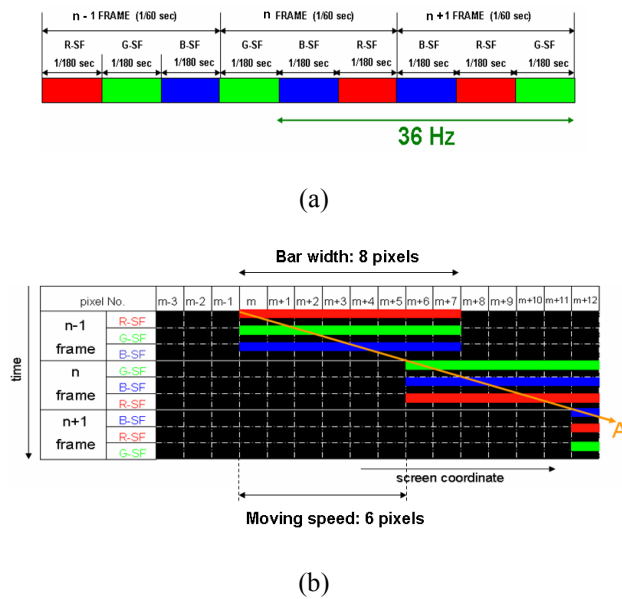 n - 1 FRAME (1/60 sec) n FRAME (1/60 sec) n +1 FRAME (1/60 sec)
R-SF G-SF B-SF G-SF B-SF R-SF B-SF R-SF G-SF
1/180 sec 1/180 sec 1/180 sec 1/180 sec 1/180 sec 1/180 sec 1/180 sec 1/180 sec 1/180 sec
36 Hz
(a)
Bar width: 8 pixels
pixel No. m-3 m-2 m-1 m m+1 m+2 m+3 m+4 m+5 m+6 m+7 m+8 m+9 m+10 m+11 m+12
n-1 frame R-SF
G-SF
B-SF
n frame G-SF
B-SF
R-SF
n+1 frame B-SF
R-SF
G-SF
time
A
screen coordinate
Moving speed: 6 pixels
(b)